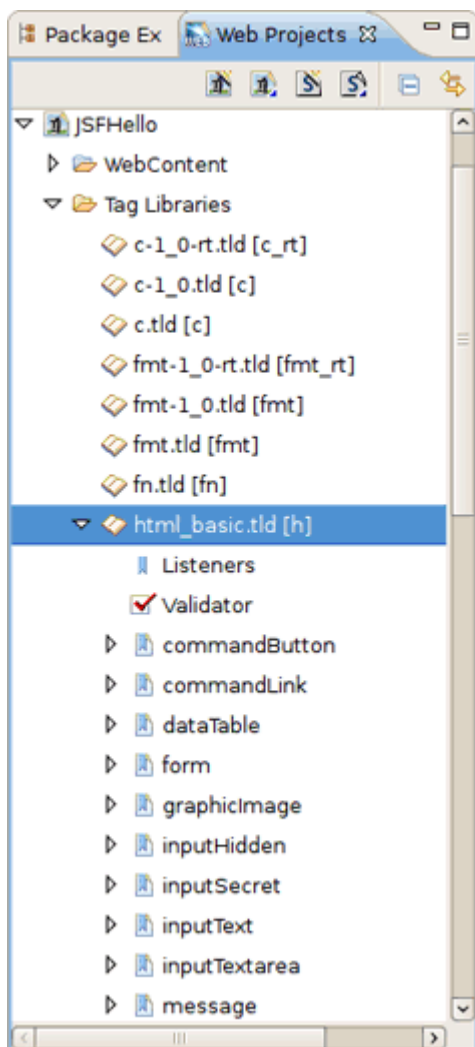 Package Ex Web Projects
JSFHello
WebContent
Tag Libraries
c-1_0-rt.tld [c_rt]
c-1_0.tld [c]
c.tld [c]
fmt-1_0-rt.tld [fmt_rt]
fmt-1_0.tld [fmt]
fmt.tld [fmt]
fn.tld [fn]
html_basic.tld [h]
Listeners
Validator
commandButton
commandLink
dataTable
form
graphicImage
inputHidden
inputSecret
inputText
inputTextarea
message